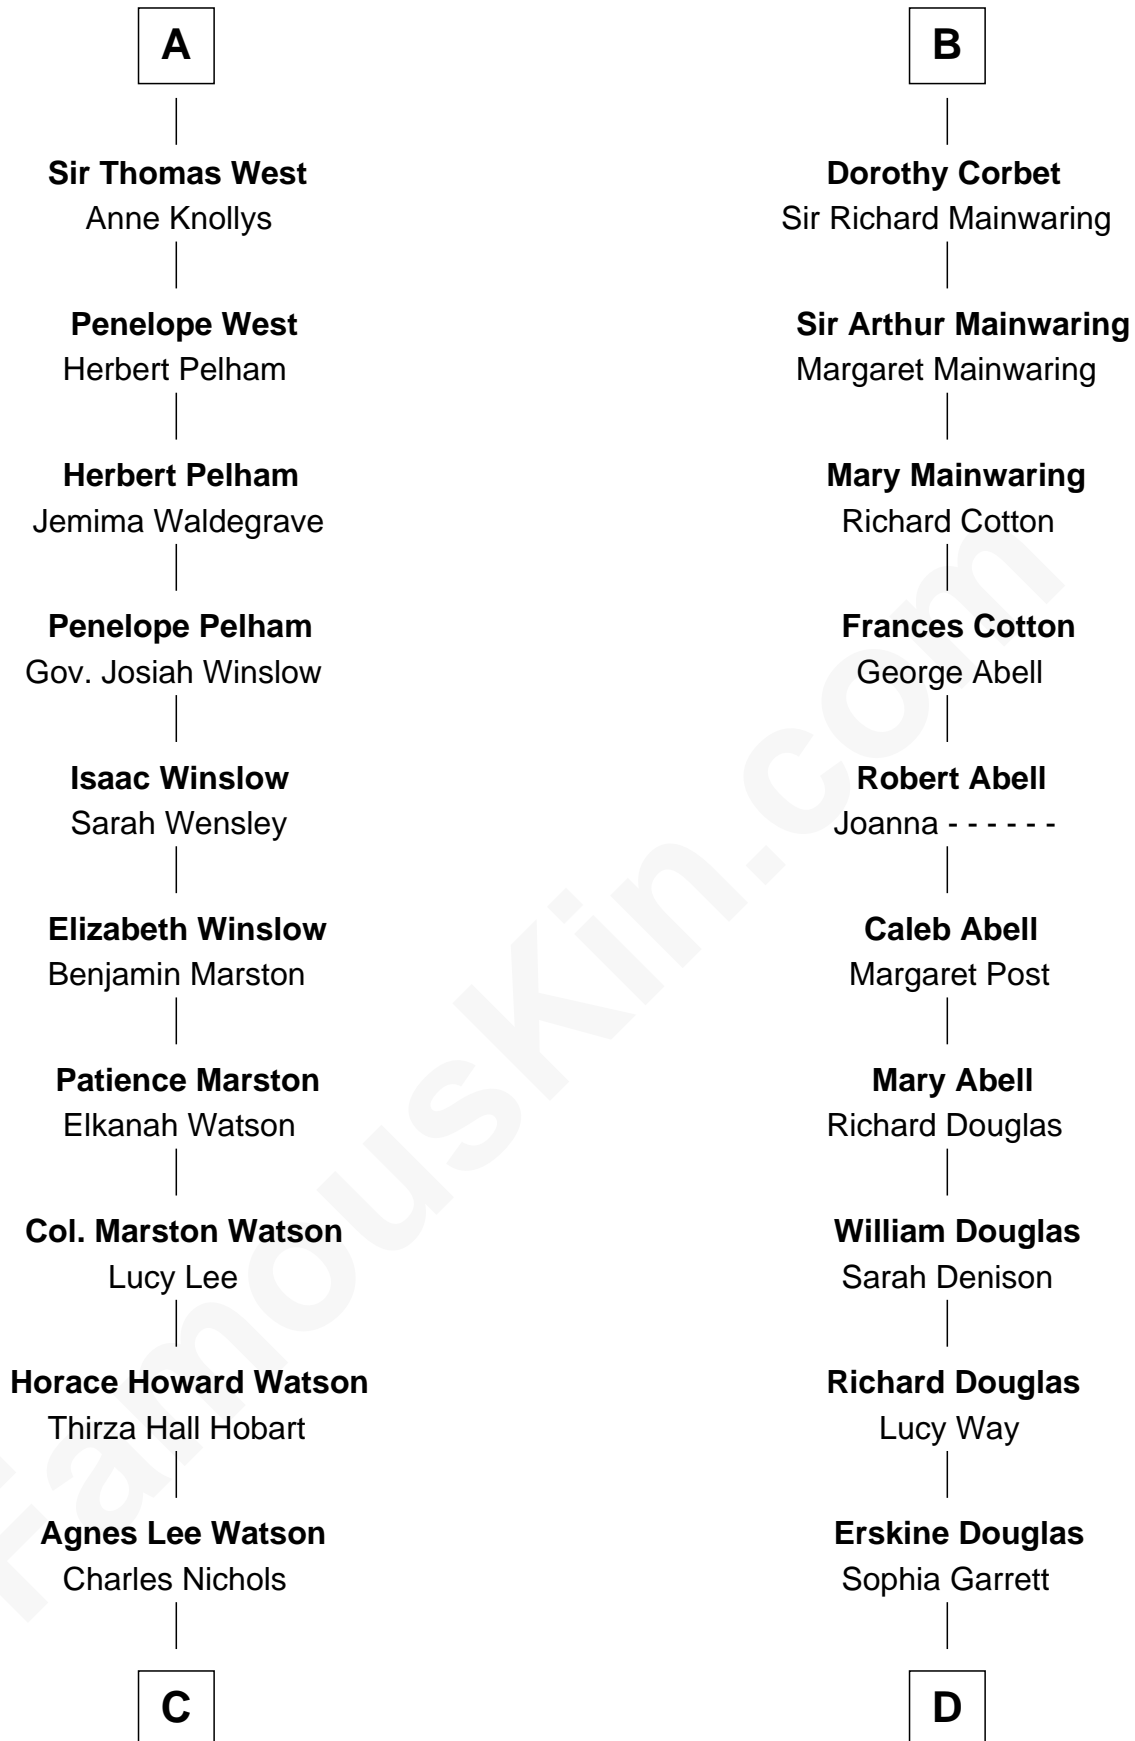 A
Sir Thomas West
Anne Knollys
Penelope West
Herbert Pelham
Herbert Pelham
Jemima Waldegrave
Penelope Pelham
Gov. Josiah Winslow
Isaac Winslow
Sarah Wensley
Elizabeth Winslow
Benjamin Marston
Patience Marston
Elkanah Watson
Col. Marston Watson
Lucy Lee
Horace Howard Watson
Thirza Hall Hobart
Agnes Lee Watson
Charles Nichols
C
B
Dorothy Corbet
Sir Richard Mainwaring
Sir Arthur Mainwaring
Margaret Mainwaring
Mary Mainwaring
Richard Cotton
Frances Cotton
George Abell
Robert Abell
Joanna - - - - - -
Caleb Abell
Margaret Post
Mary Abell
Richard Douglas
William Douglas
Sarah Denison
Richard Douglas
Lucy Way
Erskine Douglas
Sophia Garrett
D
FamousKin.com